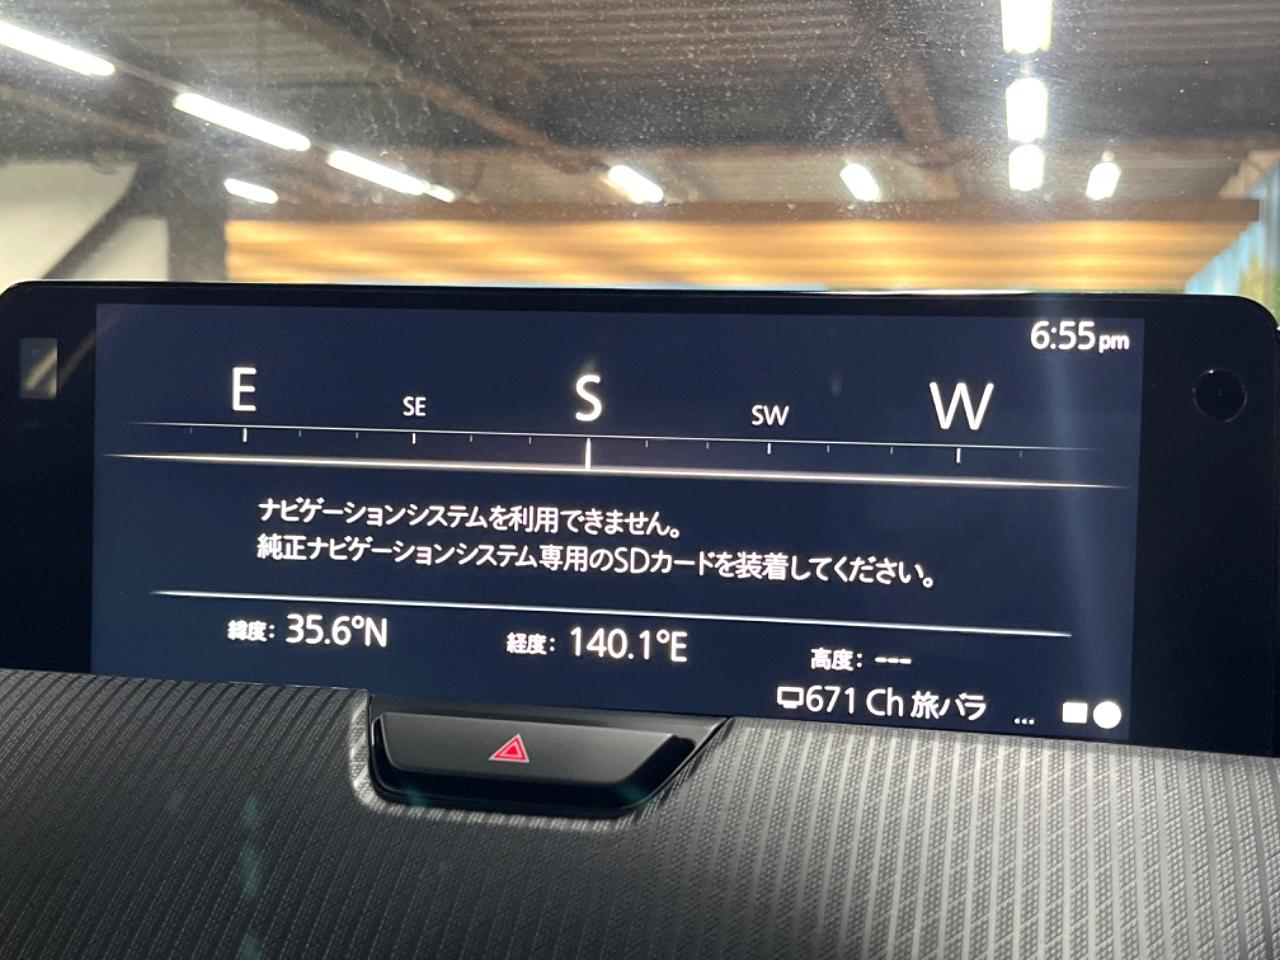 6:55pm
E SE S SW W
ナビゲーションシステムを利用できません。
純正ナビゲーションシステム専用のSDカードを装着してください。
緯度: 35.6°N 経度: 140.1°E 高度: ---
671 Ch 旅バラ ...